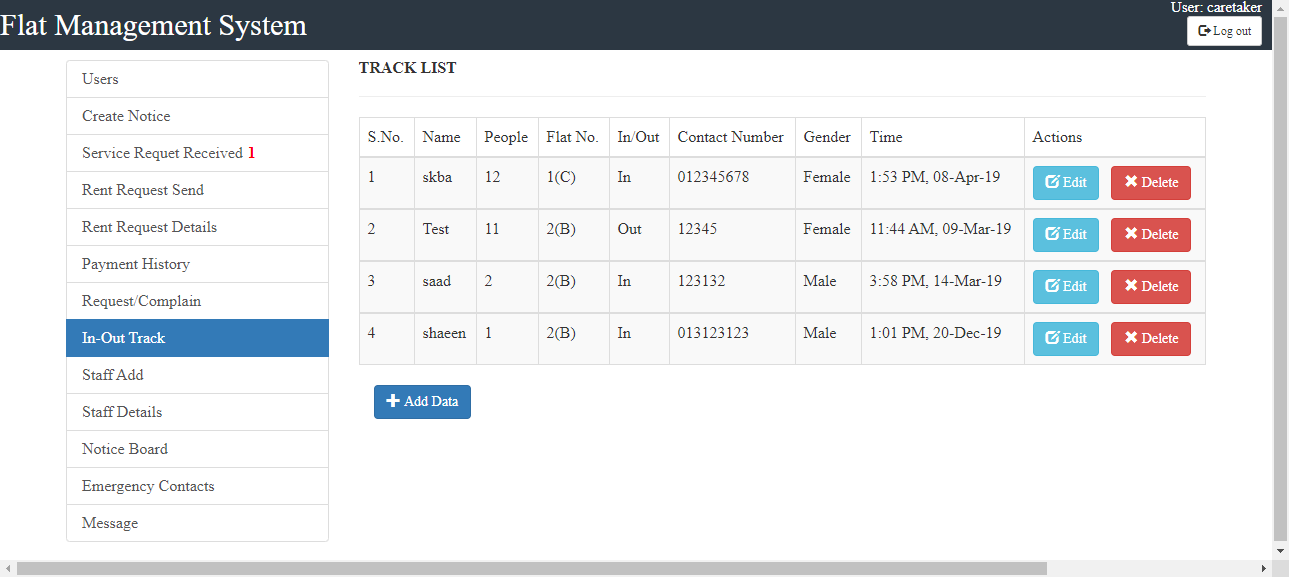 User: caretaker
Flat Management System
Log out
Users
Create Notice
Service Requet Received 1
Rent Request Send
Rent Request Details
Payment History
Request/Complain
In-Out Track
Staff Add
Staff Details
Notice Board
Emergency Contacts
Message
TRACK LIST
S.No. Name People Flat No. In/Out Contact Number Gender Time Actions
1 skba 12 1(C) In 012345678 Female 1:53 PM, 08-Apr-19 Edit Delete
2 Test 11 2(B) Out 12345 Female 11:44 AM, 09-Mar-19 Edit Delete
3 saad 2 2(B) In 123132 Male 3:58 PM, 14-Mar-19 Edit Delete
4 shaeen 1 2(B) In 013123123 Male 1:01 PM, 20-Dec-19 Edit Delete
Add Data